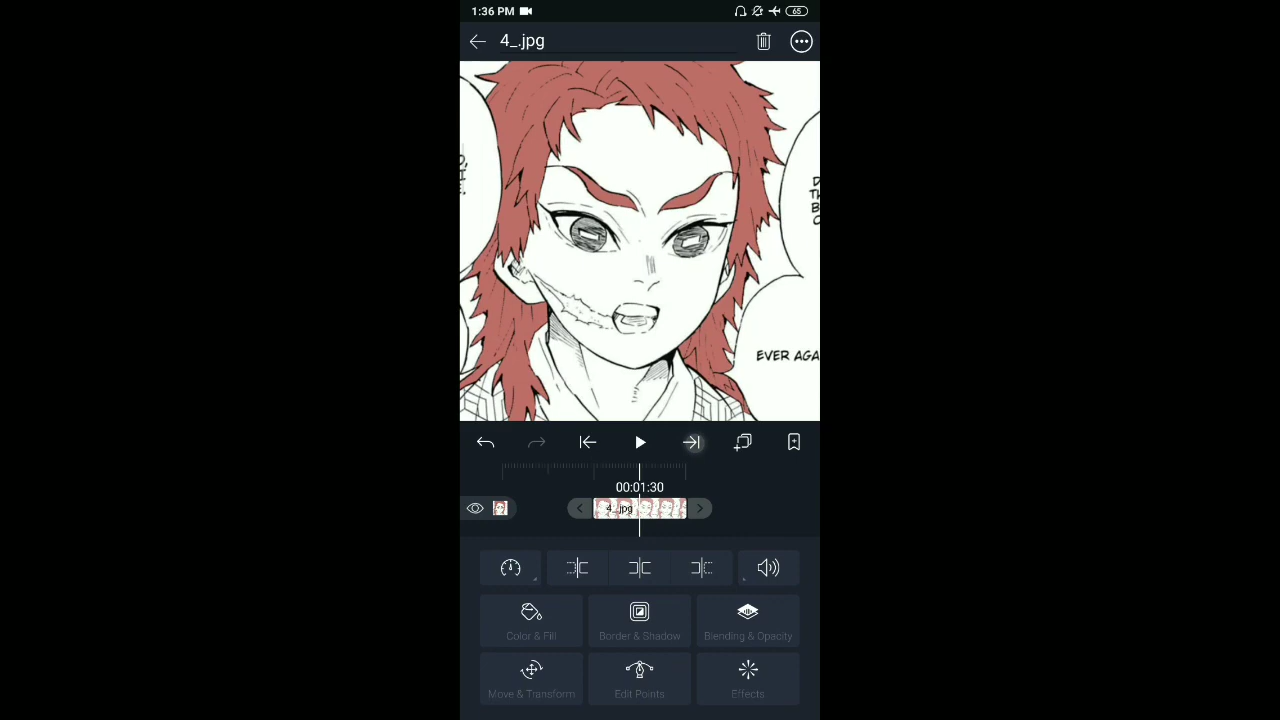 1:36 PM
65
4_.jpg
EVER AGA
00:01:30
4_.jpg
Color & Fill
Border & Shadow
Blending & Opacity
Move & Transform
Edit Points
Effects